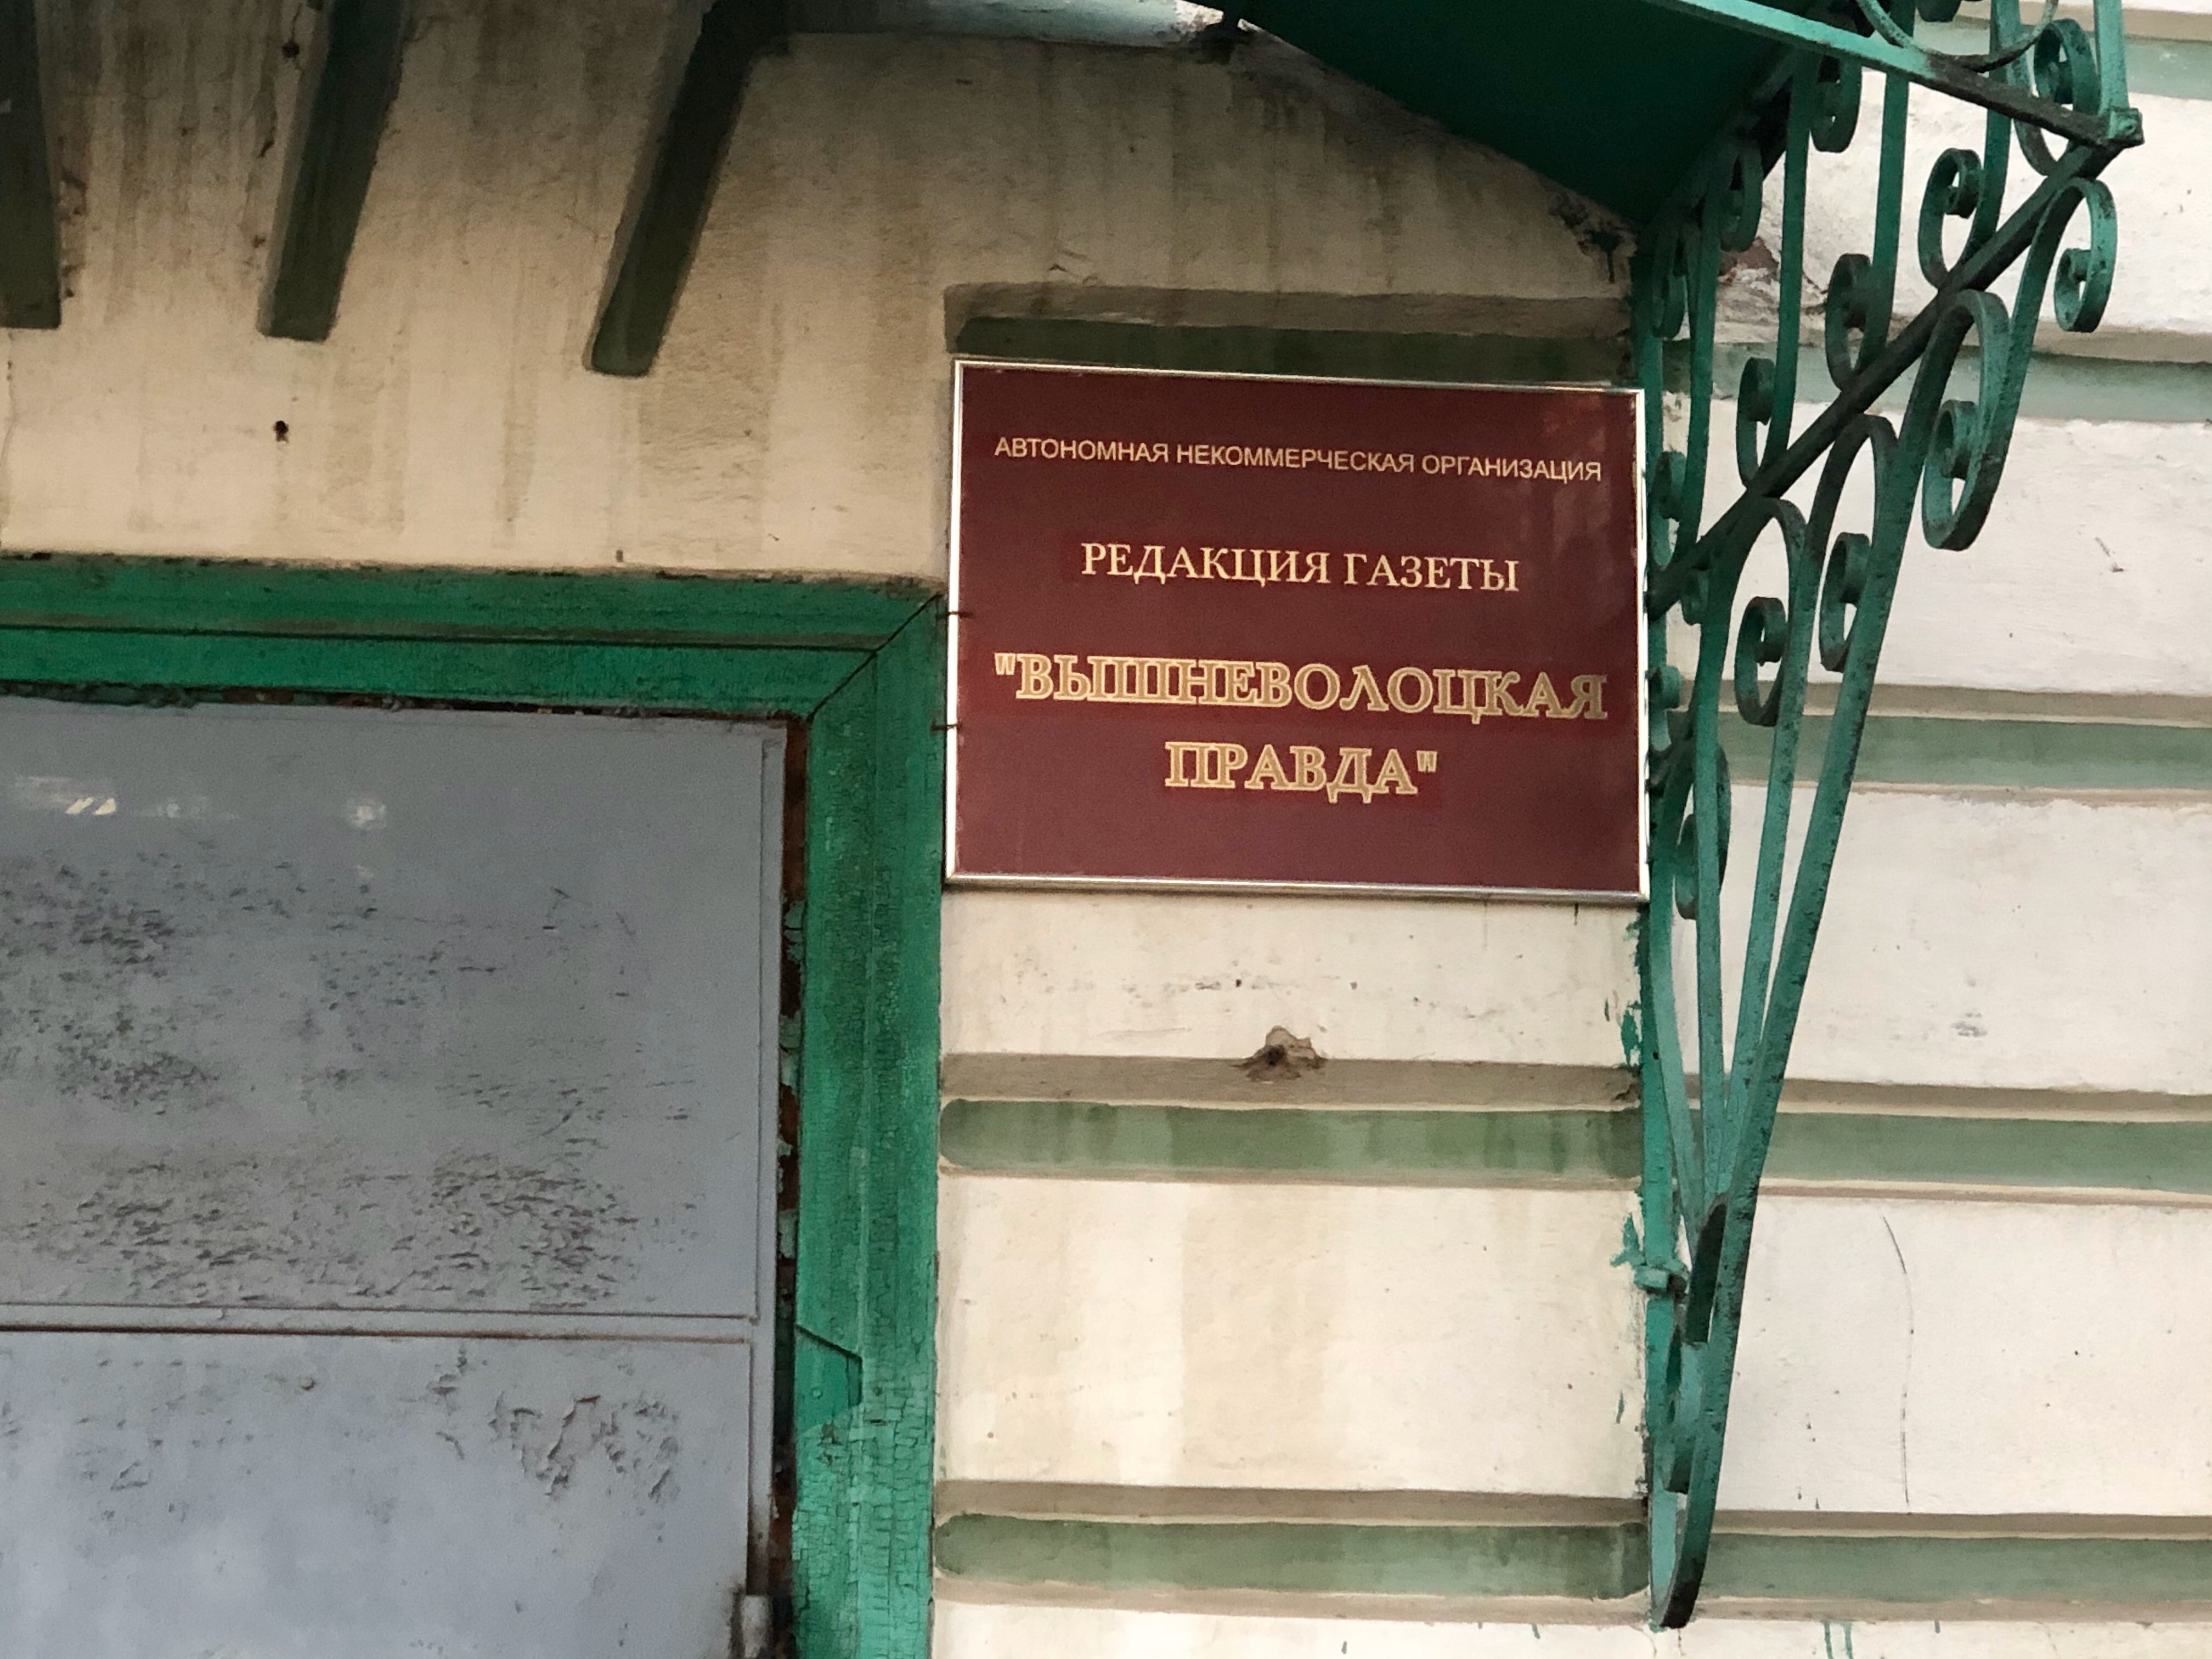 АВТОНОМНАЯ НЕКОММЕРЧЕСКАЯ ОРГАНИЗАЦИЯ
РЕДАКЦИЯ ГАЗЕТЫ
"ВЫШНЕВОЛОЦКАЯ
ПРАВДА"